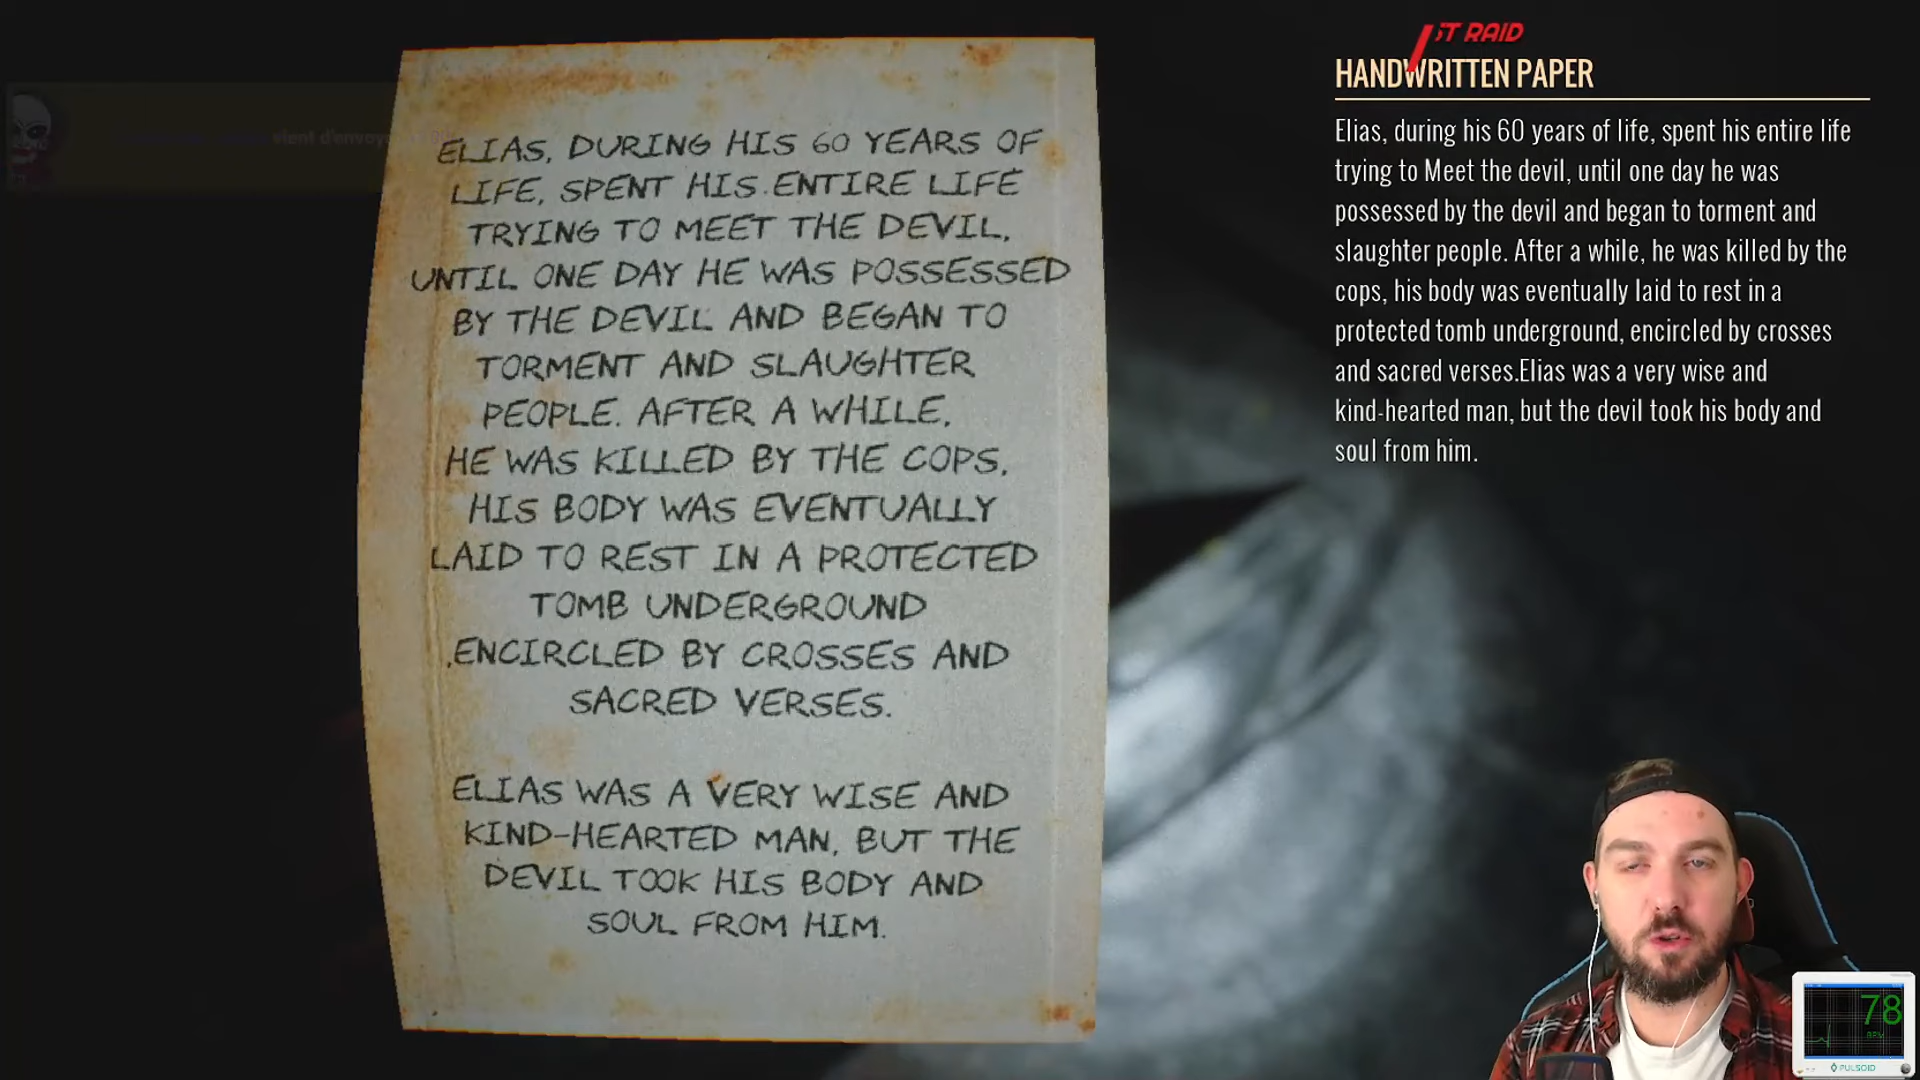 ST RAID
HANDWRITTEN PAPER
Elias, during his 60 years of life, spent his entire life
trying to Meet the devil, until one day he was
possessed by the devil and began to torment and
slaughter people. After a while, he was killed by the
cops, his body was eventually laid to rest in a
protected tomb underground, encircled by crosses
and sacred verses.Elias was a very wise and
kind-hearted man, but the devil took his body and
soul from him.
vient d'envoye
ELIAS, DURING HIS 60 YEARS OF
LIFE, SPENT HIS ENTIRE LIFE
TRYING TO MEET THE DEVIL,
UNTIL ONE DAY HE WAS POSSESSED
BY THE DEVIL AND BEGAN TO
TORMENT AND SLAUGHTER
PEOPLE. AFTER A WHILE,
HE WAS KILLED BY THE COPS,
HIS BODY WAS EVENTUALLY
LAID TO REST IN A PROTECTED
TOMB UNDERGROUND
,ENCIRCLED BY CROSSES AND
SACRED VERSES.
ELIAS WAS A VERY WISE AND
KIND-HEARTED MAN, BUT THE
DEVIL TOOK HIS BODY AND
SOUL FROM HIM.
78
BPM
PULSOID